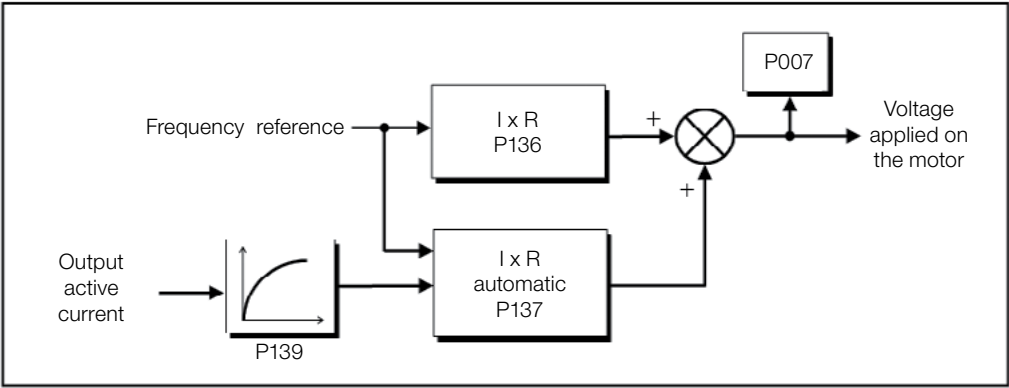 P007
Frequency reference
I x R
P136
+
Voltage
applied on
the motor
+
Output
active
current
I x R
automatic
P137
P139